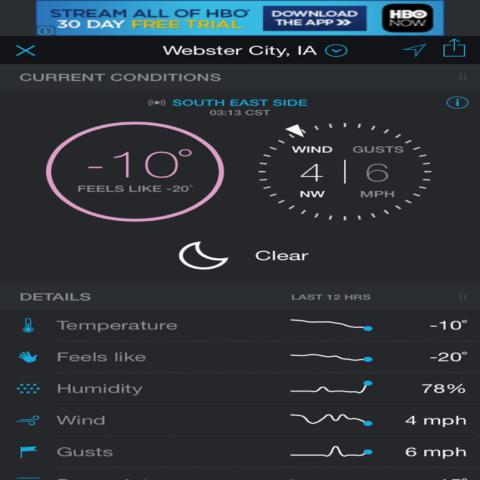 STREAM ALL OF HBO®
30 DAY FREE TRIAL
DOWNLOAD
THE APP >>
HBO
NOW
Webster City, IA
CURRENT CONDITIONS
SOUTH EAST SIDE
03:13 CST
-10°
FEELS LIKE -20°
WIND
GUSTS
4
6
NW
MPH
Clear
DETAILS
LAST 12 HRS
Temperature
-10°
Feels like
-20°
Humidity
78%
Wind
4 mph
Gusts
6 mph